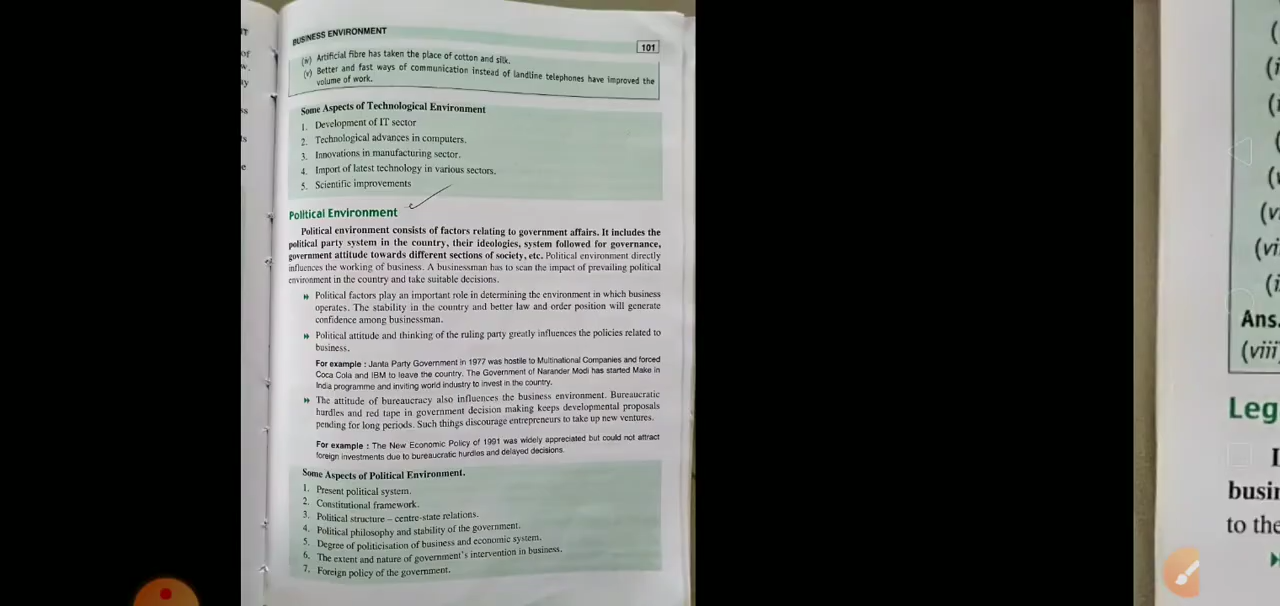 BUSINESS ENVIRONMENT
101
(iv) Artificial fibre has taken the place of cotton and silk.
(v) Better and fast ways of communication instead of landline telephones have improved the
volume of work.
Some Aspects of Technological Environment
1. Development of IT sector
2. Technological advances in computers.
3. Innovations in manufacturing sector.
4. Import of latest technology in various sectors.
5. Scientific improvements
Political Environment
Political environment consists of factors relating to government affairs. It includes the
political party system in the country, their ideologies, system followed for governance,
government attitude towards different sections of society, etc. Political environment directly
influences the working of business. A businessman has to scan the impact of prevailing political
environment in the country and take suitable decisions.
Political factors play an important role in determining the environment in which business
operates. The stability in the country and better law and order position will generate
confidence among businessman.
Political attitude and thinking of the ruling party greatly influences the policies related to
business.
For example : Janta Party Government in 1977 was hostile to Multinational Companies and forced
Coca Cola and IBM to leave the country. The Government of Narander Modi has started Make in
India programme and inviting world industry to invest in the country.
The attitude of bureaucracy also influences the business environment. Bureaucratic
hurdles and red tape in government decision making keeps developmental proposals
pending for long periods. Such things discourage entrepreneurs to take up new ventures.
For example : The New Economic Policy of 1991 was widely appreciated but could not attract
foreign investments due to bureaucratic hurdles and delayed decisions.
Some Aspects of Political Environment.
1. Present political system.
2. Constitutional framework.
3. Political structure – centre-state relations.
4. Political philosophy and stability of the government.
5. Degree of politicisation of business and economic system.
6. The extent and nature of government's intervention in business.
7. Foreign policy of the government.
Ans.
(viii)
Leg
busin
to the